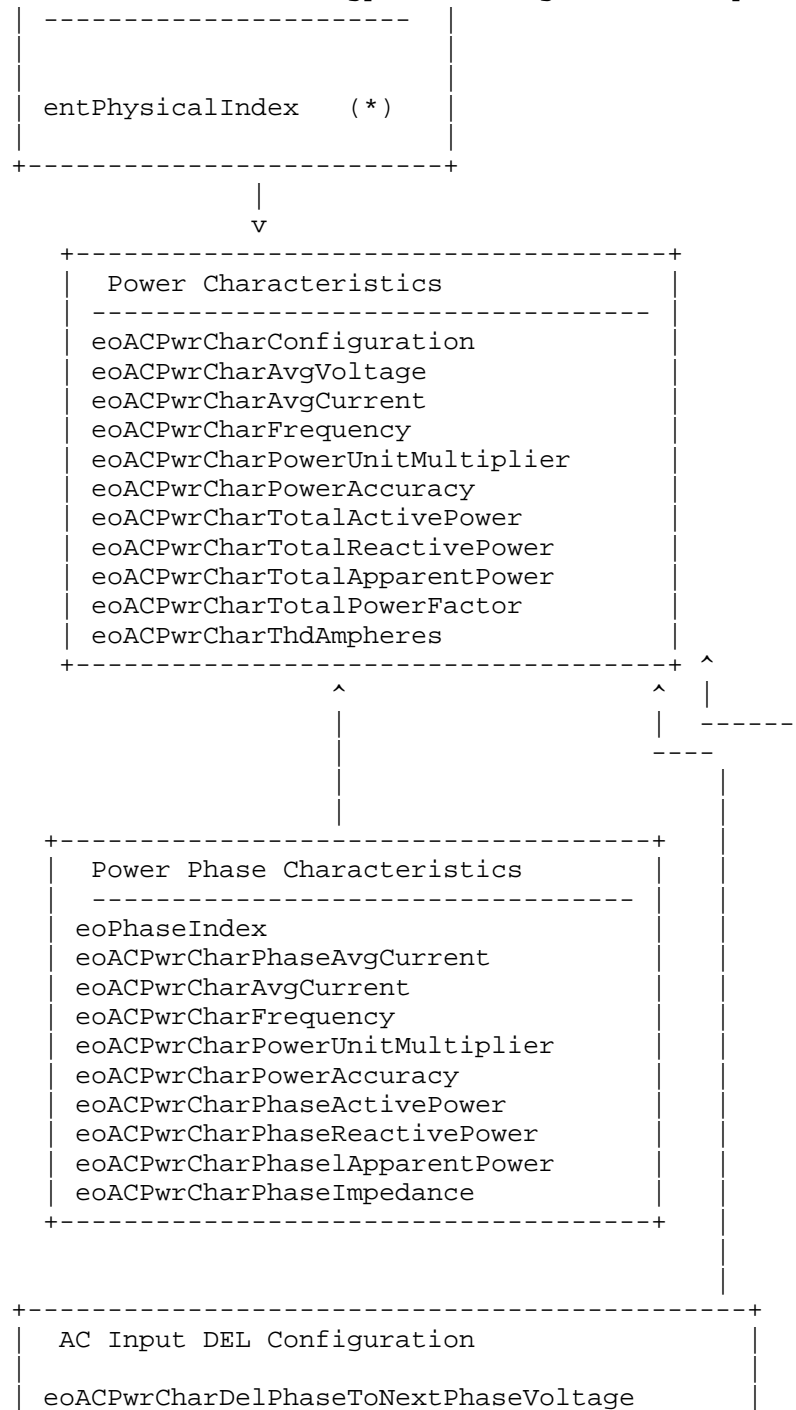 entPhysicalIndex (*)
v
Power Characteristics
eoACPwrCharConfiguration
eoACPwrCharAvgVoltage
eoACPwrCharAvgCurrent
eoACPwrCharFrequency
eoACPwrCharPowerUnitMultiplier
eoACPwrCharPowerAccuracy
eoACPwrCharTotalActivePower
eoACPwrCharTotalReactivePower
eoACPwrCharTotalApparentPower
eoACPwrCharTotalPowerFactor
eoACPwrCharThdAmpheres
Power Phase Characteristics
eoPhaseIndex
eoACPwrCharPhaseAvgCurrent
eoACPwrCharAvgCurrent
eoACPwrCharFrequency
eoACPwrCharPowerUnitMultiplier
eoACPwrCharPowerAccuracy
eoACPwrCharPhaseActivePower
eoACPwrCharPhaseReactivePower
eoACPwrCharPhaselApparentPower
eoACPwrCharPhaseImpedance
AC Input DEL Configuration
eoACPwrCharDelPhaseToNextPhaseVoltage